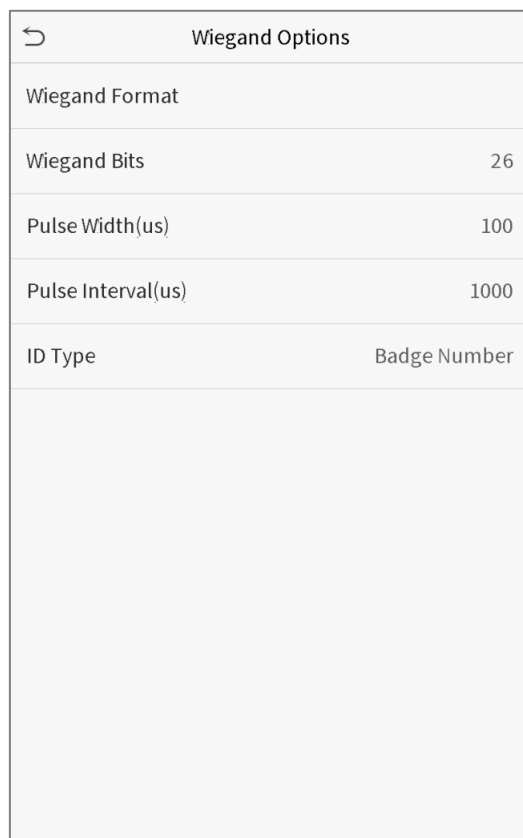 Wiegand Options
Wiegand Format
Wiegand Bits 26
Pulse Width(us) 100
Pulse Interval(us) 1000
ID Type Badge Number